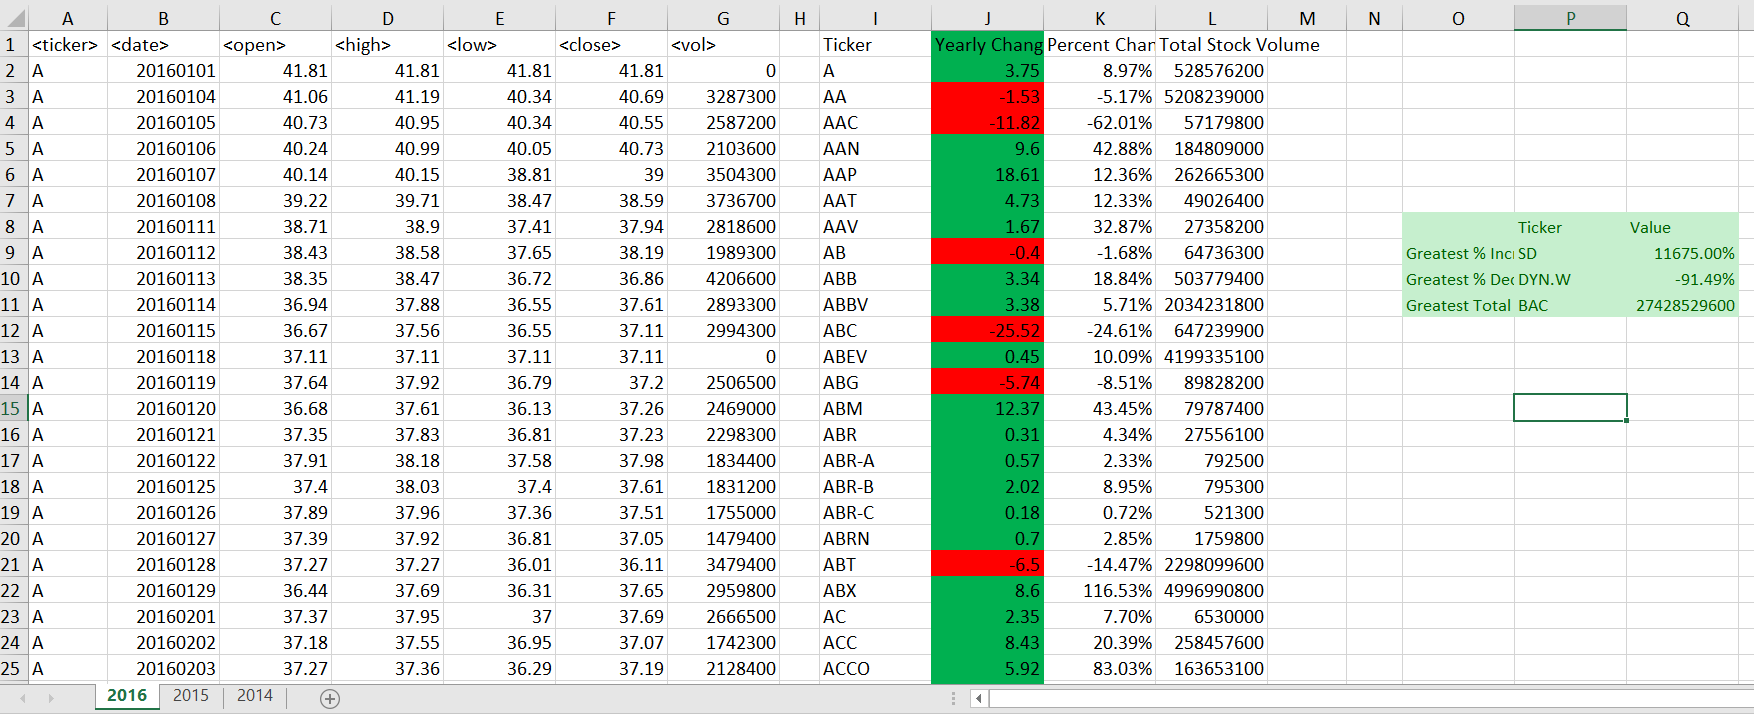 A B C D E F G H I J K L M N O P Q
1 <ticker> <date> <open> <high> <low> <close> <vol> Ticker Yearly Chang Percent Char Total Stock Volume
2 A 20160101 41.81 41.81 41.81 41.81 0 A 3.75 8.97% 528576200
3 A 20160104 41.06 41.19 40.34 40.69 3287300 AA -1.53 -5.17% 5208239000
4 A 20160105 40.73 40.95 40.34 40.55 2587200 AAC -11.82 -62.01% 57179800
5 A 20160106 40.24 40.99 40.05 40.73 2103600 AAN 9.6 42.88% 184809000
6 A 20160107 40.14 40.15 38.81 39 3504300 AAP 18.61 12.36% 262665300
7 A 20160108 39.22 39.71 38.47 38.59 3736700 AAT 4.73 12.33% 49026400
8 A 20160111 38.71 38.9 37.41 37.94 2818600 AAV 1.67 32.87% 27358200 Ticker Value
9 A 20160112 38.43 38.58 37.65 38.19 1989300 AB -0.4 -1.68% 64736300 Greatest % Inci SD 11675.00%
10 A 20160113 38.35 38.47 36.72 36.86 4206600 ABB 3.34 18.84% 503779400 Greatest % Dec DYN.W -91.49%
11 A 20160114 36.94 37.88 36.55 37.61 2893300 ABBV 3.38 5.71% 2034231800 Greatest Total BAC 27428529600
12 A 20160115 36.67 37.56 36.55 37.11 2994300 ABC -25.52 -24.61% 647239900
13 A 20160118 37.11 37.11 37.11 37.11 0 ABEV 0.45 10.09% 4199335100
14 A 20160119 37.64 37.92 36.79 37.2 2506500 ABG -5.74 -8.51% 89828200
15 A 20160120 36.68 37.61 36.13 37.26 2469000 ABM 12.37 43.45% 79787400
16 A 20160121 37.35 37.83 36.81 37.23 2298300 ABR 0.31 4.34% 27556100
17 A 20160122 37.91 38.18 37.58 37.98 1834400 ABR-A 0.57 2.33% 792500
18 A 20160125 37.4 38.03 37.4 37.61 1831200 ABR-B 2.02 8.95% 795300
19 A 20160126 37.89 37.96 37.36 37.51 1755000 ABR-C 0.18 0.72% 521300
20 A 20160127 37.39 37.92 36.81 37.05 1479400 ABRN 0.7 2.85% 1759800
21 A 20160128 37.27 37.27 36.01 36.11 3479400 ABT -6.5 -14.47% 2298099600
22 A 20160129 36.44 37.69 36.31 37.65 2959800 ABX 8.6 116.53% 4996990800
23 A 20160201 37.37 37.95 37 37.69 2666500 AC 2.35 7.70% 6530000
24 A 20160202 37.18 37.55 36.95 37.07 1742300 ACC 8.43 20.39% 258457600
25 A 20160203 37.27 37.36 36.29 37.19 2128400 ACCO 5.92 83.03% 163653100
2016 2015 2014